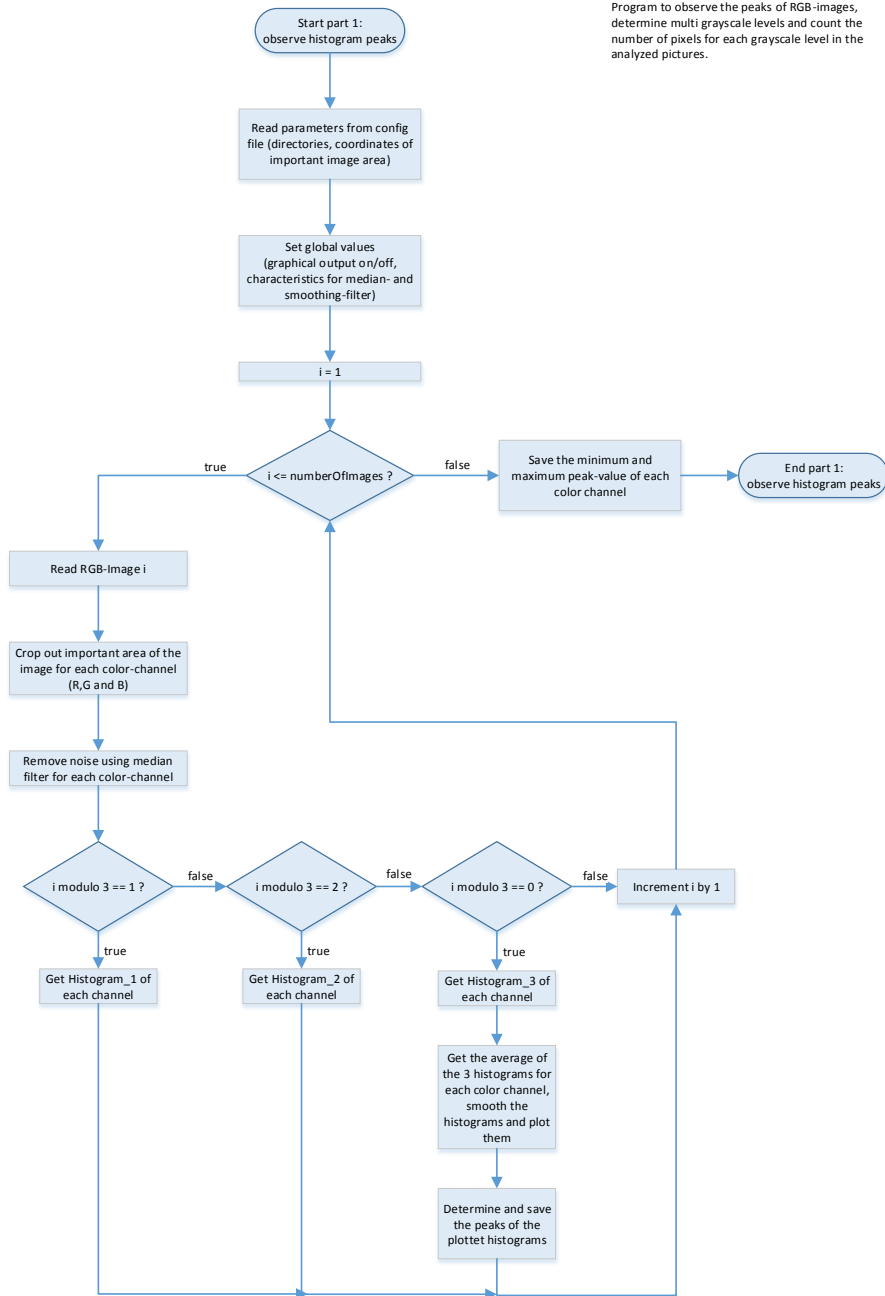 Program to observe the peaks of RGB-images,
determine multi grayscale levels and count the
number of pixels for each grayscale level in the
analyzed pictures.
Start part 1:
observe histogram peaks
Read parameters from config
file (directories, coordinates of
important image area)
Set global values
(graphical output on/off,
characteristics for median- and
smoothing-filter)
i = 1
i <= numberOfImages ?
true
false
Save the minimum and
maximum peak-value of each
color channel
End part 1:
observe histogram peaks
Read RGB-Image i
Crop out important area of the
image for each color-channel
(R,G and B)
Remove noise using median
filter for each color-channel
i modulo 3 == 1 ?
false
i modulo 3 == 2 ?
false
i modulo 3 == 0 ?
false
Increment i by 1
true
true
true
Get Histogram_1 of
each channel
Get Histogram_2 of
each channel
Get Histogram_3 of
each channel
Get the average of
the 3 histograms for
each color channel,
smooth the
histograms and plot
them
Determine and save
the peaks of the
plottet histograms